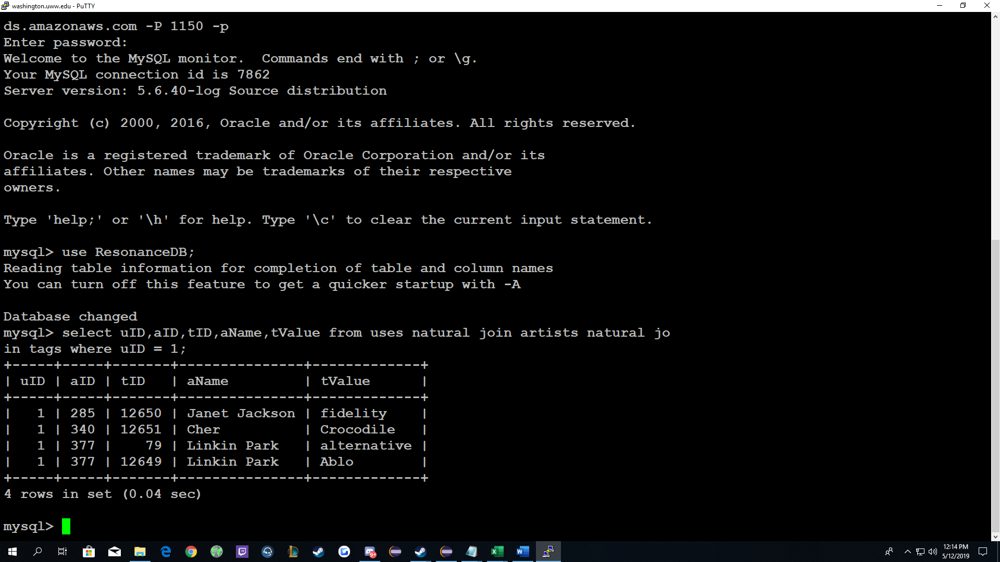 washington.uww.edu - PuTTY
ds.amazonaws.com -P 1150 -p
Enter password:
Welcome to the MySQL monitor.  Commands end with ; or \g.
Your MySQL connection id is 7862
Server version: 5.6.40-log Source distribution
Copyright (c) 2000, 2016, Oracle and/or its affiliates. All rights reserved.
Oracle is a registered trademark of Oracle Corporation and/or its
affiliates. Other names may be trademarks of their respective
owners.
Type 'help;' or '\h' for help. Type '\c' to clear the current input statement.
mysql> use ResonanceDB;
Reading table information for completion of table and column names
You can turn off this feature to get a quicker startup with -A
Database changed
mysql> select uID,aID,tID,aName,tValue from uses natural join artists natural jo
in tags where uID = 1;
+-----+-----+-------+---------------+-------------+
| uID | aID | tID   | aName         | tValue      |
+-----+-----+-------+---------------+-------------+
|   1 | 285 | 12650 | Janet Jackson | fidelity    |
|   1 | 340 | 12651 | Cher          | Crocodile   |
|   1 | 377 |    79 | Linkin Park   | alternative |
|   1 | 377 | 12649 | Linkin Park   | Ablo        |
+-----+-----+-------+---------------+-------------+
4 rows in set (0.04 sec)
mysql>
12:14 PM
5/12/2019